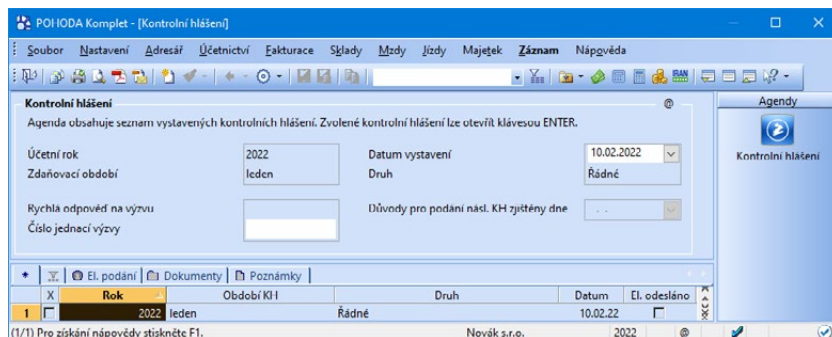 POHODA Komplet - [Kontrolní hlášení]
Soubor Nastavení Adresář Účetnictví Fakturace Sklady Mzdy Jízdy Majetek Záznam Nápověda
Kontrolní hlášení @ Agendy
Agenda obsahuje seznam vystavených kontrolních hlášení. Zvolené kontrolní hlášení lze otevřít klávesou ENTER.
Kontrolní hlášení
Účetní rok 2022 Datum vystavení 10.02.2022
Zdaňovací období leden Druh Řádné
Rychlá odpověď na výzvu Důvody pro podání násl. KH zjištěny dne . .
Číslo jednací výzvy
* El. podání Dokumenty Poznámky
X Rok Období KH Druh Datum El. odesláno
1 2022 leden Řádné 10.02.22
(1/1) Pro získání nápovědy stiskněte F1. Novák s.r.o. 2022 @